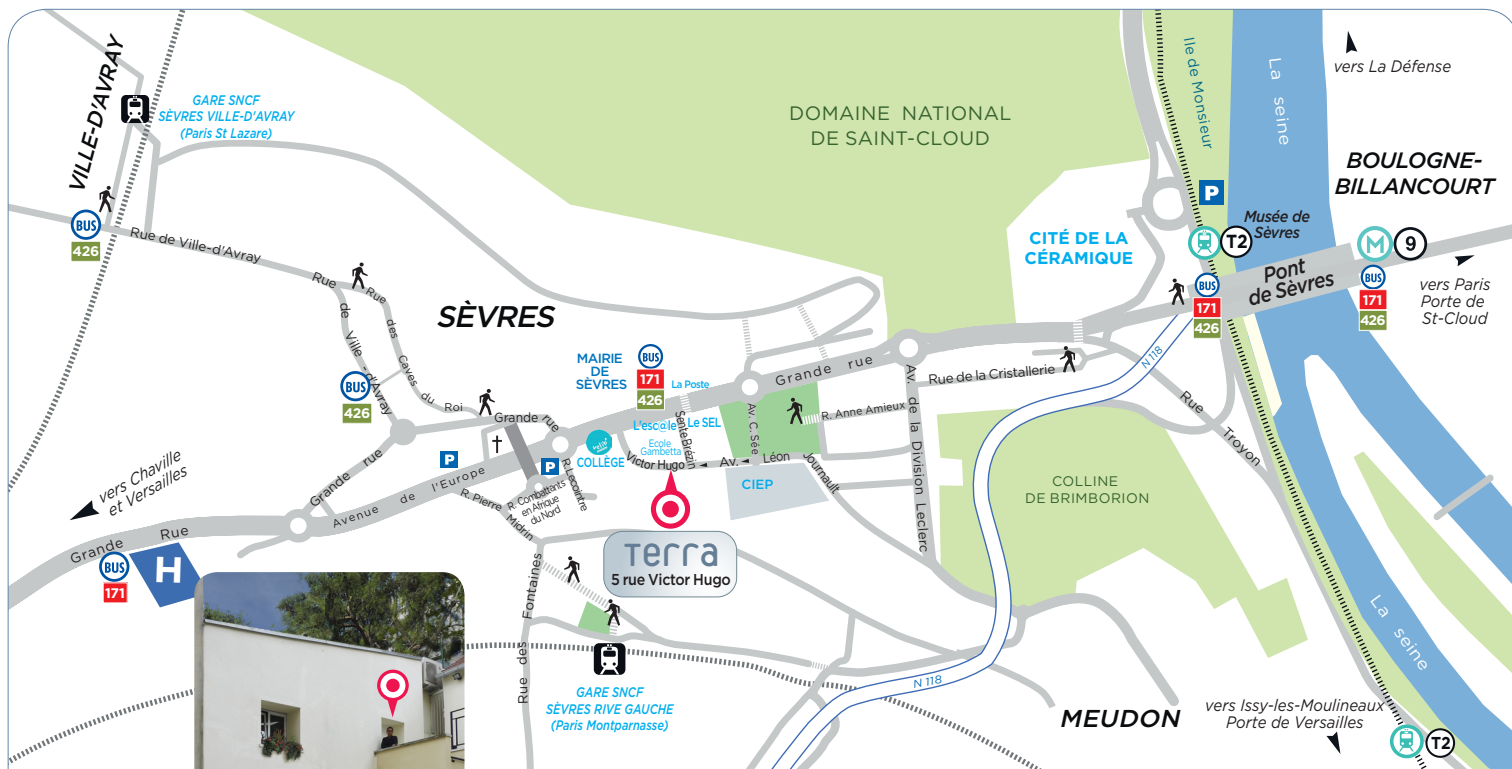 VILLE-D'AVRAY
GARE SNCF
SÈVRES VILLE-D'AVRAY
(Paris St Lazare)
BUS
426
Rue de Ville-d'Avray
Rue de Ville-d'Avray
Rue des Caves du Roi
BUS
426
SÈVRES
DOMAINE NATIONAL
DE SAINT-CLOUD
Ile de Monsieur
La seine
vers La Défense
BOULOGNE-
BILLANCOURT
P
Musée de
Sèvres
T2
M
9
CITÉ DE LA
CÉRAMIQUE
Pont
de Sèvres
BUS
171
426
BUS
171
426
vers Paris
Porte de
St-Cloud
N 118
MAIRIE
DE
SÈVRES
BUS
171
426
La Poste
Grande rue
Rue de la Cristallerie
Av. de la Division Leclerc
Rue Troyon
R. Anne Amieux
Av. C. Sée
Sente Brézin
L'esc@le
Le SEL
Ecole
Gambetta
COLLÈGE
Victor Hugo
Av. Léon Journault
CIEP
Grande rue
Grande rue
P
P
Avenue de l'Europe
R. Lecointre
R. Combattants
en Afrique
du Nord
R. Pierre Midrin
vers Chaville
et Versailles
Grande Rue
BUS
171
H
Terra
5 rue Victor Hugo
COLLINE
DE BRIMBORION
Rue des Fontaines
GARE SNCF
SÈVRES RIVE GAUCHE
(Paris Montparnasse)
N 118
MEUDON
La seine
vers Issy-les-Moulineaux
Porte de Versailles
T2